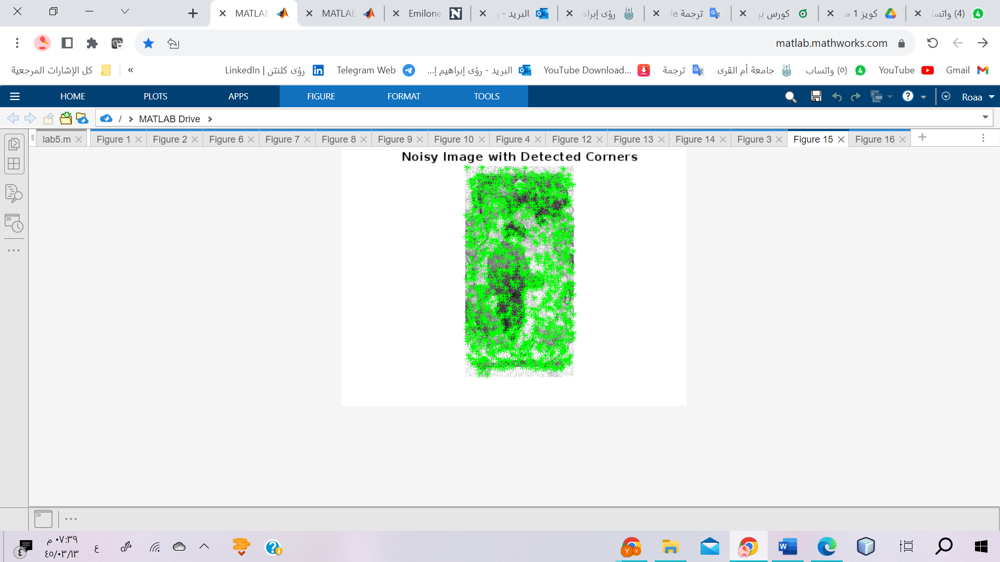 MATLAB
MATLAB
Emilone
البريد - ر
رؤى إبراه
ترجمة
كورس بر
كويز 1 م
(4) واتسا
matlab.mathworks.com
كل الإشارات المرجعية
«
رؤى كلنتن | LinkedIn
Telegram Web
البريد - رؤى إبراهيم إ...
YouTube Download...
ترجمة
جامعة أم القرى
(٥) واتساب
YouTube
Gmail
HOME
PLOTS
APPS
FIGURE
FORMAT
TOOLS
Roaa
/ › MATLAB Drive ›
lab5.m
Figure 1
Figure 2
Figure 6
Figure 7
Figure 8
Figure 9
Figure 10
Figure 4
Figure 12
Figure 13
Figure 14
Figure 3
Figure 15
Figure 16
Noisy Image with Detected Corners
٠٧:٣٩ م
٤٥/٠٣/١٣
ع
٤